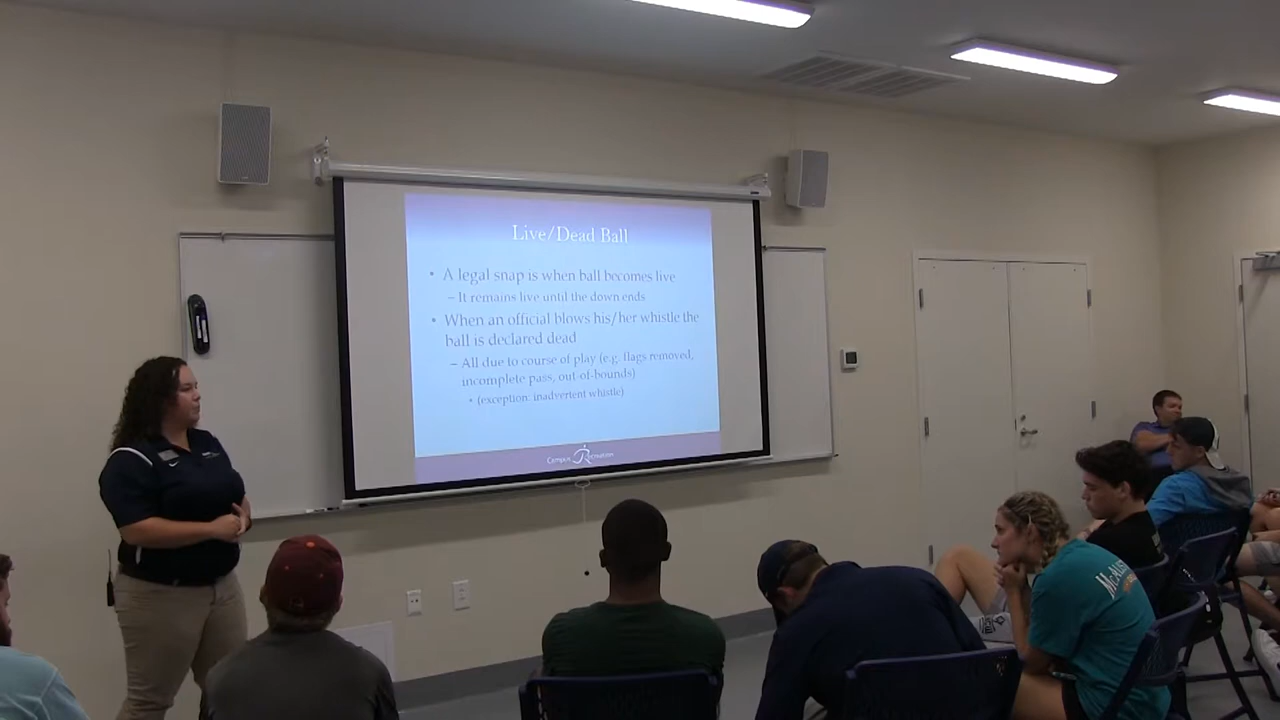 Live/Dead Ball
• A legal snap is when ball becomes live
– It remains live until the down ends
• When an official blows his/her whistle the
ball is declared dead
– All due to course of play (e.g. flags removed,
incomplete pass, out-of-bounds)
• (exception: inadvertent whistle)
Campus Recreation